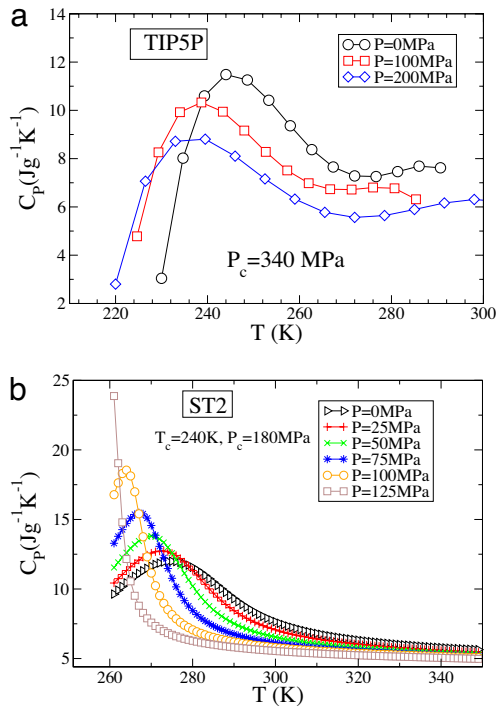 a
14
12
10
8
6
4
2
C_P(Jg⁻¹K⁻¹)
TIP5P
P=0MPa
P=100MPa
P=200MPa
P_c=340 MPa
220 240 260 280 300
T (K)
b
25
20
15
10
5
C_P(Jg⁻¹K⁻¹)
ST2
T_c=240K, P_c=180MPa
P=0MPa
P=25MPa
P=50MPa
P=75MPa
P=100MPa
P=125MPa
260 280 300 320 340
T (K)